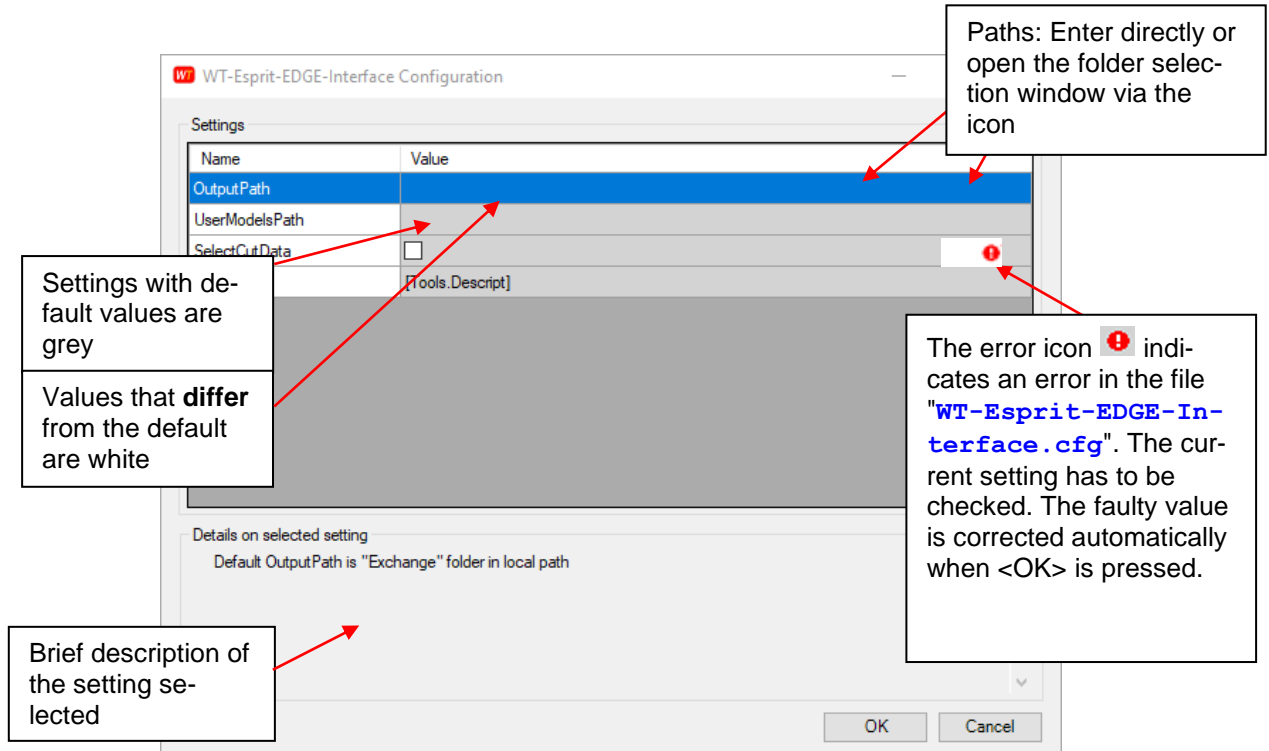 Paths: Enter directly or
open the folder selec-
tion window via the
icon
WT WT-Esprit-EDGE-Interface Configuration
Settings
Name Value
OutputPath
UserModelsPath
SelectCutData
[Tools.Descript]
Settings with de-
fault values are
grey
Values that differ
from the default
are white
The error icon indi-
cates an error in the file
"WT-Esprit-EDGE-In-
terface.cfg". The cur-
rent setting has to be
checked. The faulty value
is corrected automatically
when <OK> is pressed.
Details on selected setting
Default OutputPath is "Exchange" folder in local path
Brief description of
the setting se-
lected
OK Cancel